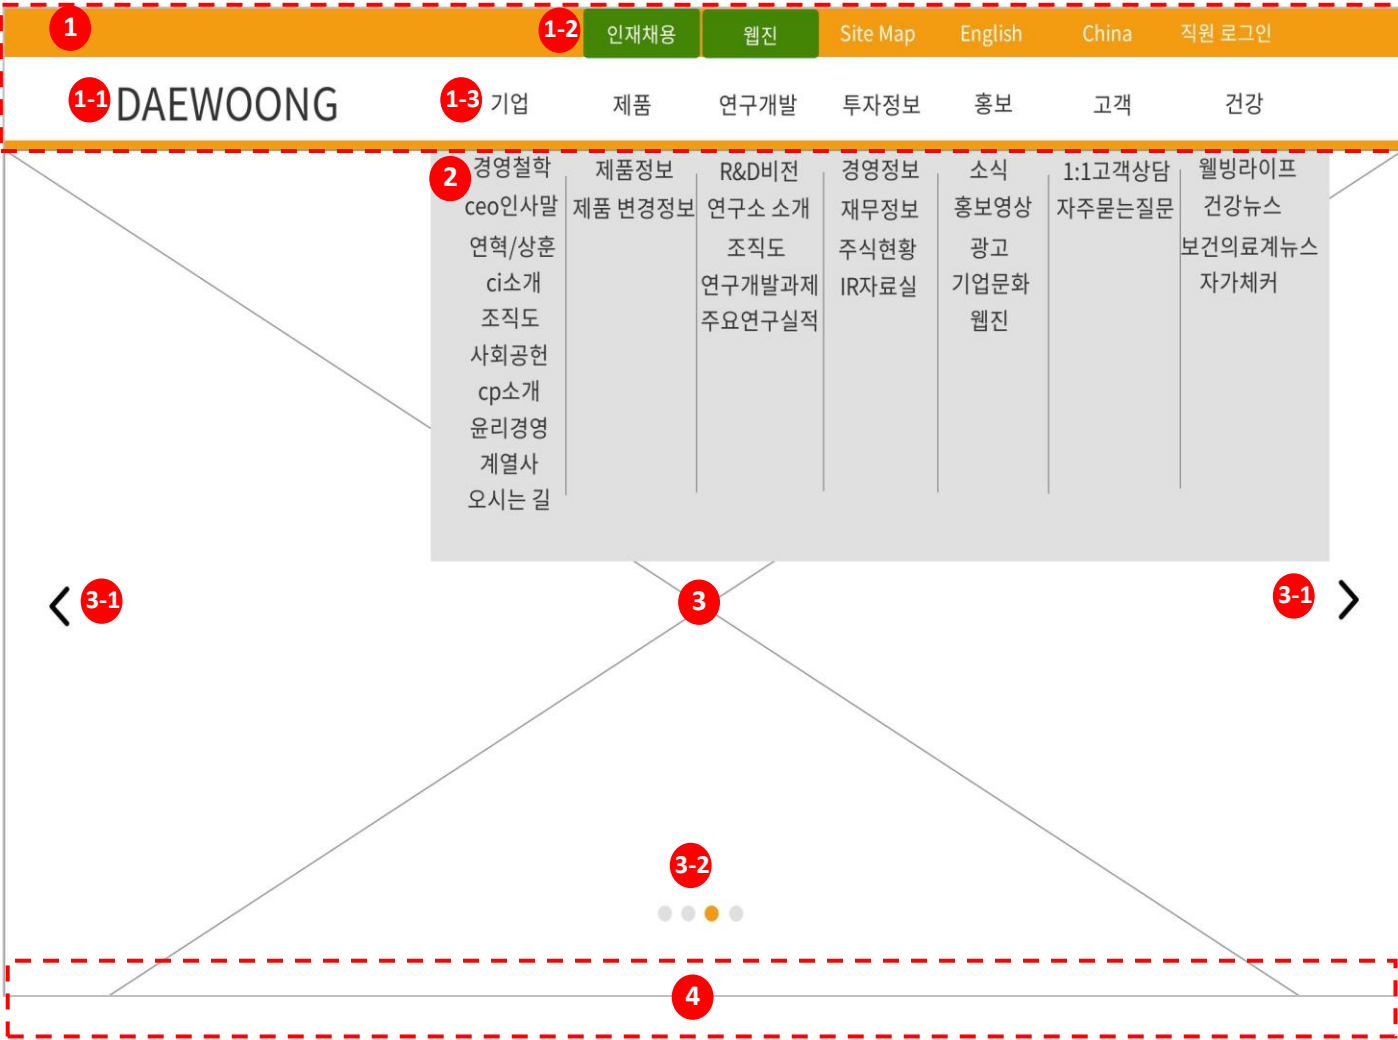 1
1-2 인재채용 웹진 Site Map English China 직원 로그인
1-1 DAEWOONG
1-3 기업 제품 연구개발 투자정보 홍보 고객 건강
2
경영철학
ceo인사말
연혁/상훈
ci소개
조직도
사회공헌
cp소개
윤리경영
계열사
오시는 길
제품정보
제품 변경정보
R&D비전
연구소 소개
조직도
연구개발과제
주요연구실적
경영정보
재무정보
주식현황
IR자료실
소식
홍보영상
광고
기업문화
웹진
1:1고객상담
자주묻는질문
웰빙라이프
건강뉴스
보건의료계뉴스
자가체커
3-1
3
3-1
3-2
4